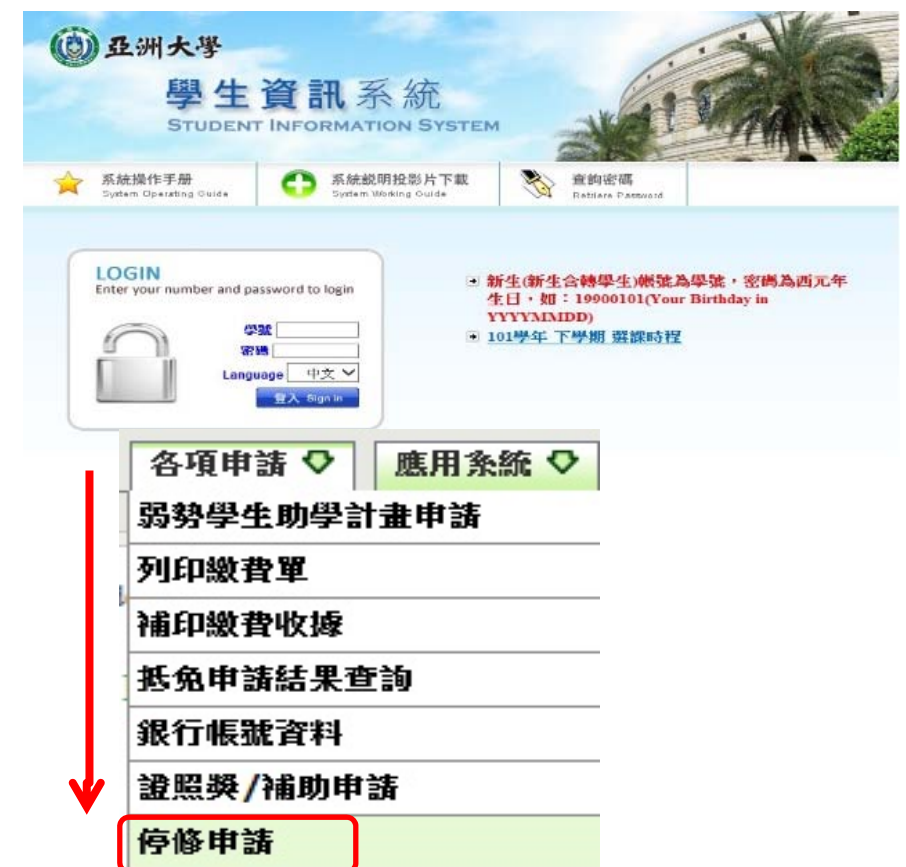 亞洲大學
學生資訊系統
STUDENT INFORMATION SYSTEM
系統操作手冊
System Operating Guide
系統説明投影片下載
System Working Guide
查詢密碼
Retrieve Password
LOGIN
Enter your number and password to login
學號
密碼
Language 中文
登入 Sign in
新生(新生含轉學生)帳號為學號，密碼為西元年
生日，如：19900101(Your Birthday in
YYYYMMDD)
101學年 下學期 選課時程
各項申請
應用系統
弱勢學生助學計畫申請
列印繳費單
補印繳費收據
抵免申請結果查詢
銀行帳號資料
證照獎/補助申請
停修申請